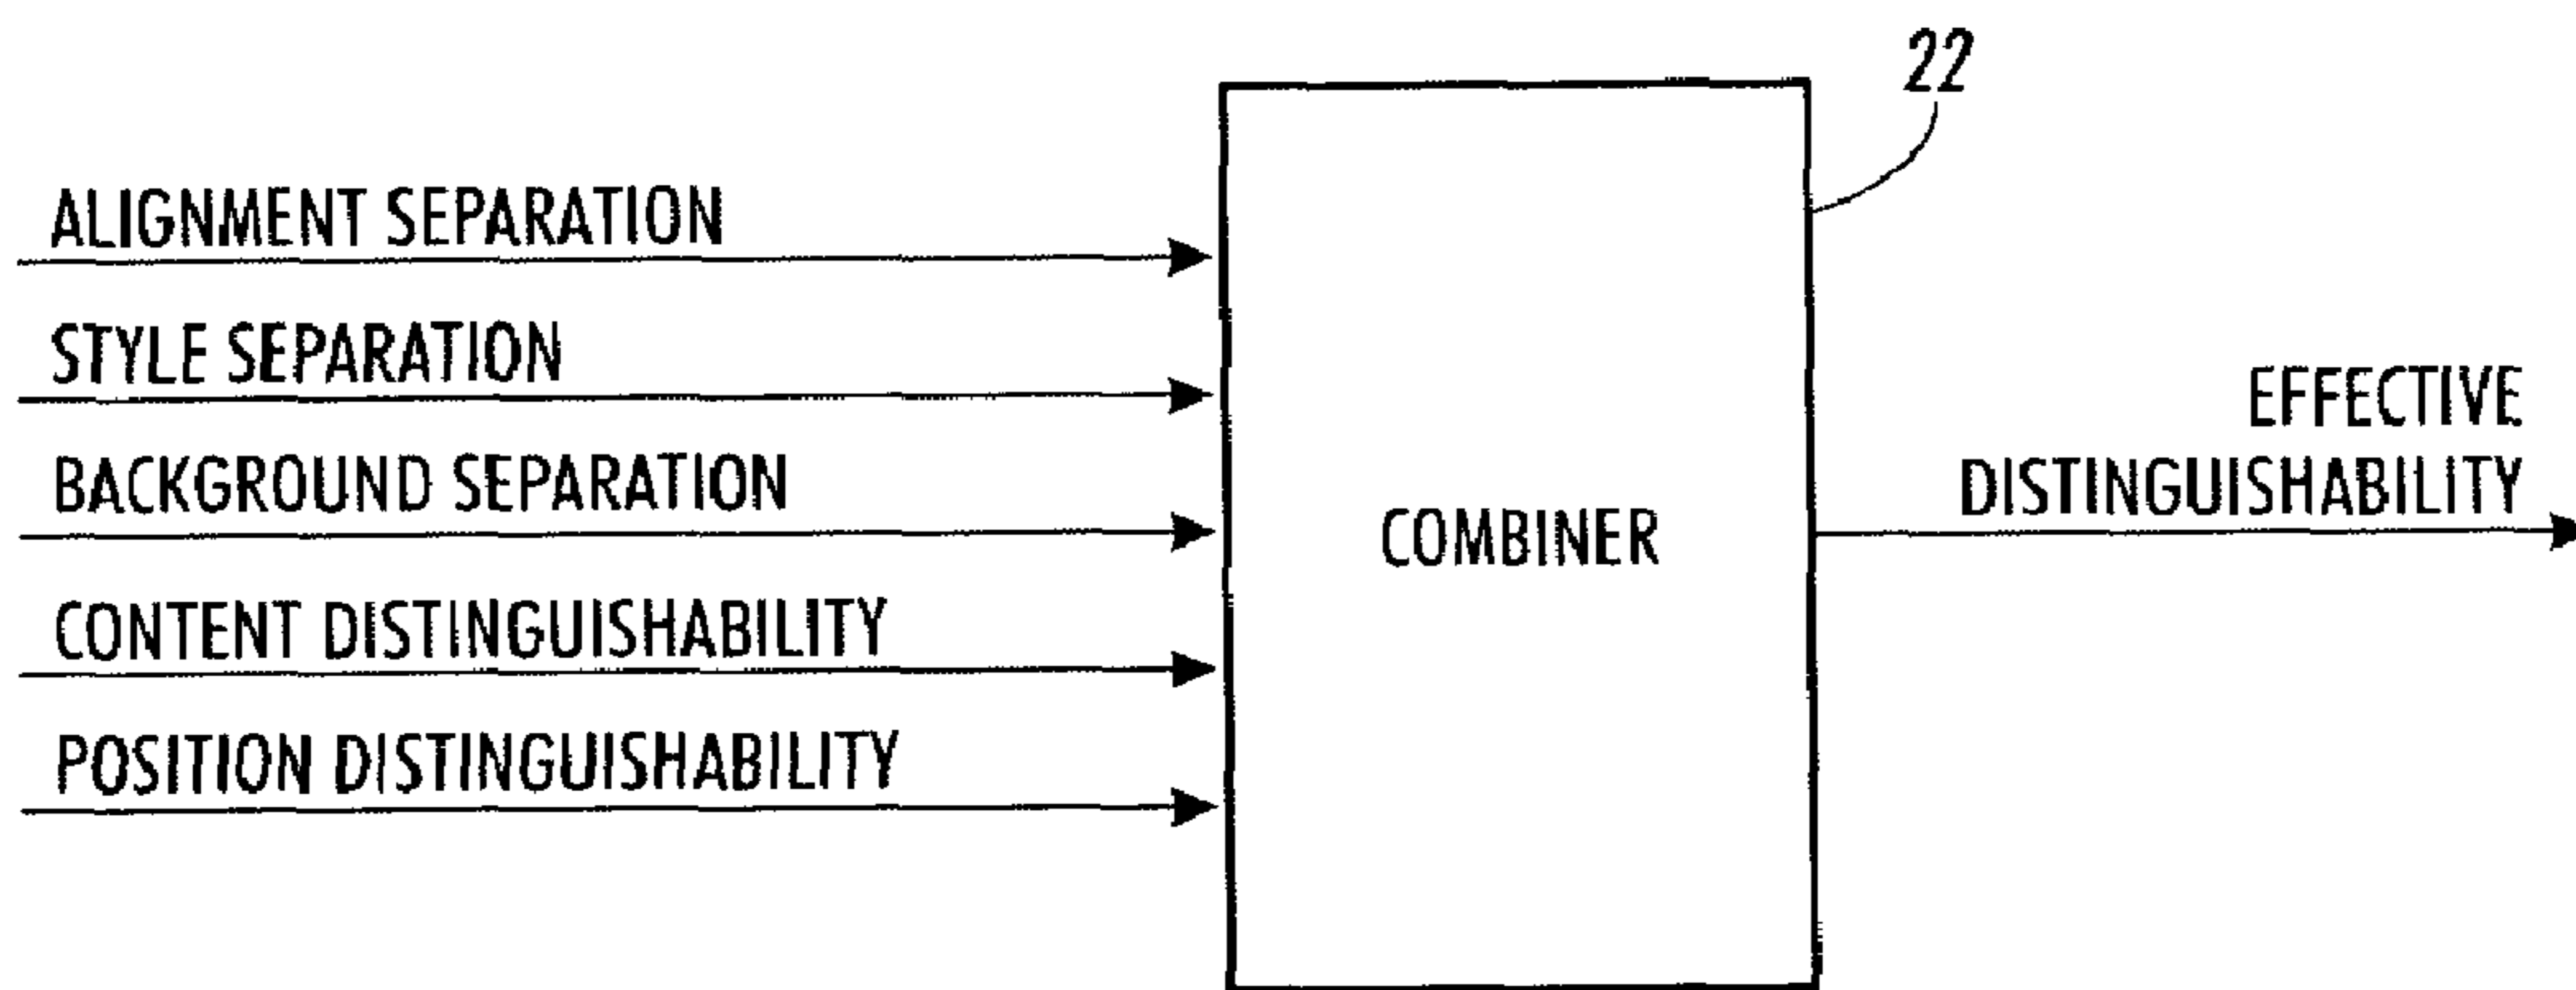 22
ALIGNMENT SEPARATION
STYLE SEPARATION
BACKGROUND SEPARATION
CONTENT DISTINGUISHABILITY
POSITION DISTINGUISHABILITY
COMBINER
EFFECTIVE
DISTINGUISHABILITY